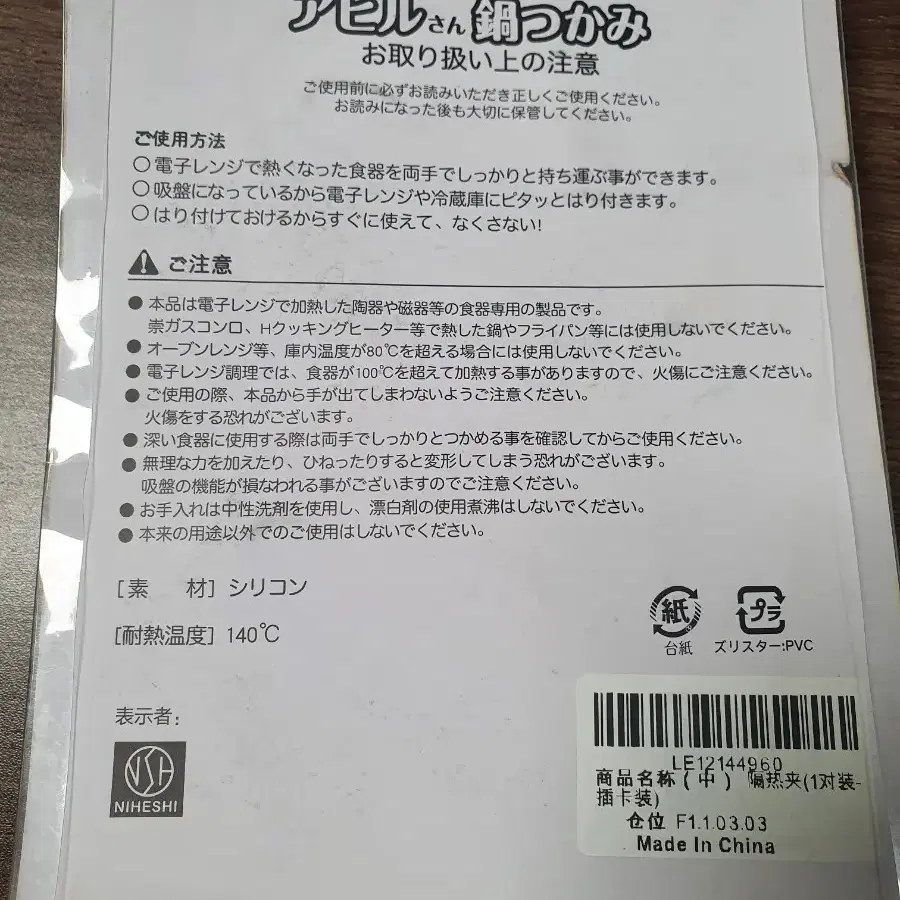 アヒルさん鍋つかみ
お取り扱い上の注意
ご使用前に必ずお読みいただき正しくご使用ください。
お読みになった後も大切に保管してください。
ご使用方法
○電子レンジで熱くなった食器を両手でしっかりと持ち運ぶ事ができます。
○吸盤になっているから電子レンジや冷蔵庫にピタッとはり付きます。
○はり付けておけるからすぐに使えて、なくさない!
ご注意
●本品は電子レンジで加熱した陶器や磁器等の食器専用の製品です。
崇ガスコンロ、Hクッキングヒーター等で熱した鍋やフライパン等には使用しないでください。
●オーブンレンジ等、庫内温度が80℃を超える場合には使用しないでください。
●電子レンジ調理では、食器が100℃を超えて加熱する事がありますので、火傷にご注意ください。
●ご使用の際、本品から手が出てしまわないようご注意ください。
火傷をする恐れがございます。
●深い食器に使用する際は両手でしっかりとつかめる事を確認してからご使用ください。
●無理な力を加えたり、ひねったりすると変形してしまう恐れがございます。
吸盤の機能が損なわれる事がございますのでご注意ください。
●お手入れは中性洗剤を使用し、漂白剤の使用煮沸はしないでください。
●本来の用途以外でのご使用はしないでください。
[素 材] シリコン
[耐熱温度] 140℃
紙
台紙
プラ
ズリスター:PVC
表示者:
NSH
NIHESHI
LE12144960
商品名称(中) 隔热夹(1对装-
插卡装)
仓位 F1.1.03.03
Made In China